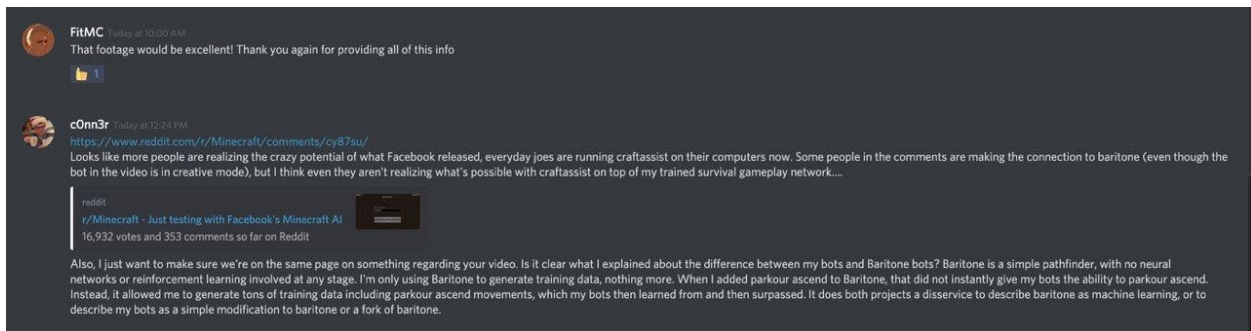 FitMC Today at 10:00 AM
That footage would be excellent! Thank you again for providing all of this info
1
c0nn3r Today at 12:24 PM
https://www.reddit.com/r/Minecraft/comments/cy87su/
Looks like more people are realizing the crazy potential of what Facebook released, everyday joes are running craftassist on their computers now. Some people in the comments are making the connection to baritone (even though the
bot in the video is in creative mode), but I think even they aren't realizing what's possible with craftassist on top of my trained survival gameplay network....
reddit
r/Minecraft - Just testing with Facebook's Minecraft AI
16,932 votes and 353 comments so far on Reddit
Also, I just want to make sure we're on the same page on something regarding your video. Is it clear what I explained about the difference between my bots and Baritone bots? Baritone is a simple pathfinder, with no neural
networks or reinforcement learning involved at any stage. I'm only using Baritone to generate training data, nothing more. When I added parkour ascend to Baritone, that did not instantly give my bots the ability to parkour ascend.
Instead, it allowed me to generate tons of training data including parkour ascend movements, which my bots then learned from and then surpassed. It does both projects a disservice to describe baritone as machine learning, or to
describe my bots as a simple modification to baritone or a fork of baritone.